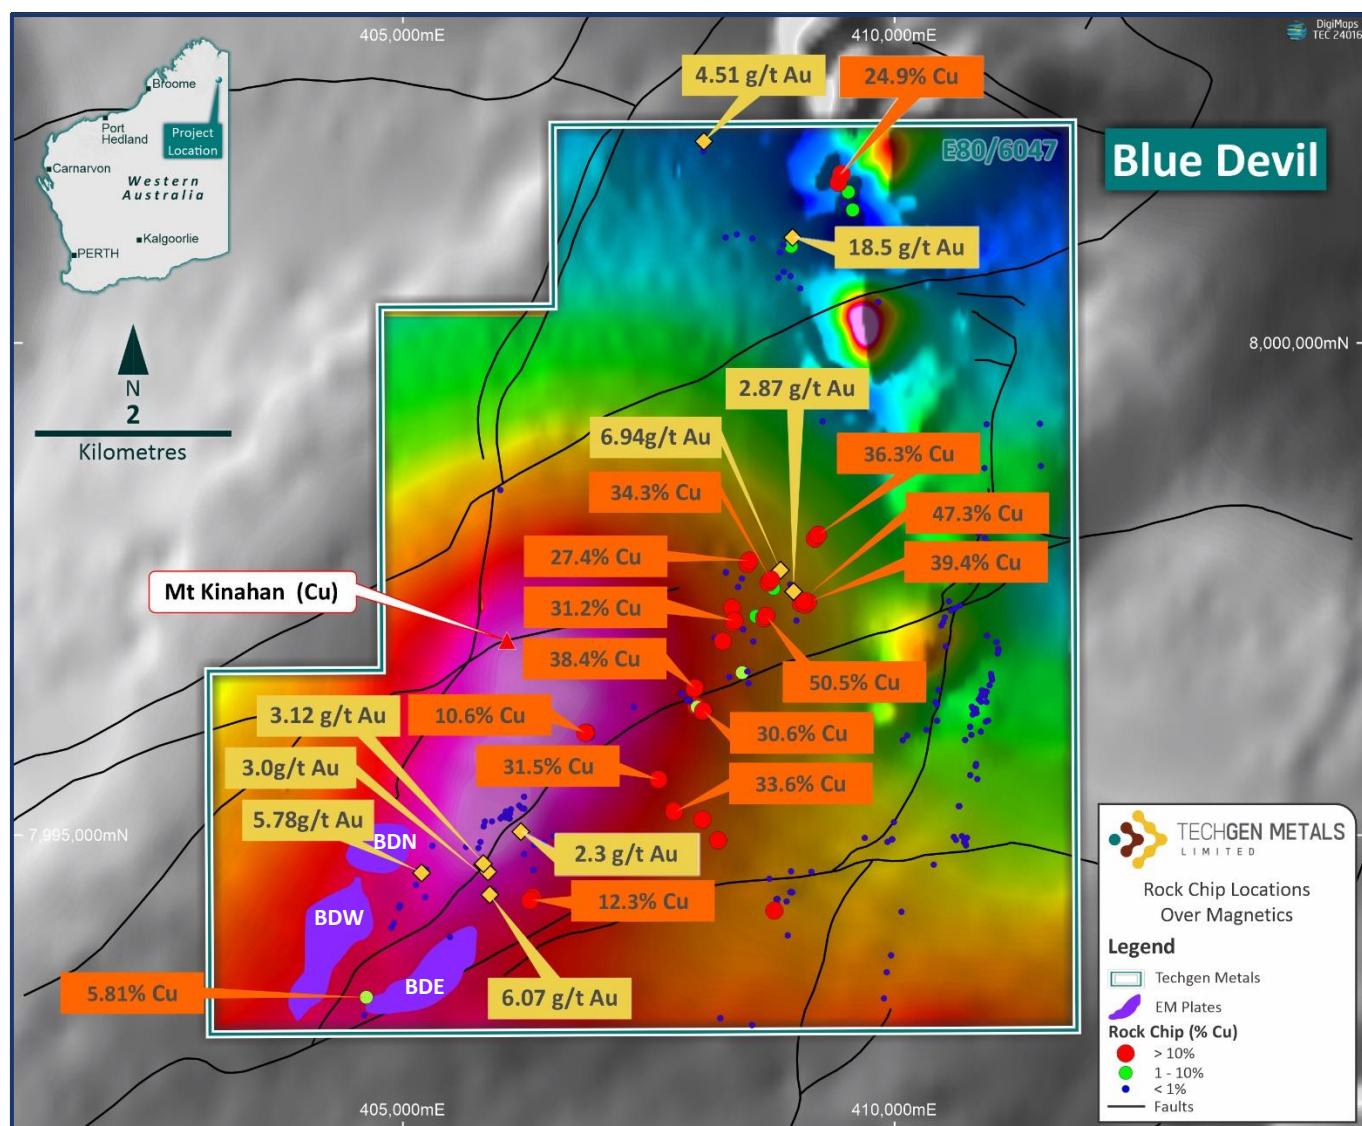 405,000mE
410,000mE
DigiMaps
TEC 24016
Broome
Port
Hedland
Project
Location
Carnarvon
Western
Australia
Kalgoorlie
PERTH
4.51 g/t Au
24.9% Cu
E80/6047
Blue Devil
18.5 g/t Au
8,000,000mN
N
2
Kilometres
2.87 g/t Au
6.94g/t Au
36.3% Cu
34.3% Cu
47.3% Cu
27.4% Cu
39.4% Cu
Mt Kinahan (Cu)
31.2% Cu
38.4% Cu
50.5% Cu
3.12 g/t Au
10.6% Cu
30.6% Cu
3.0g/t Au
31.5% Cu
33.6% Cu
5.78g/t Au
7,995,000mN
BDN
2.3 g/t Au
12.3% Cu
BDW
BDE
5.81% Cu
6.07 g/t Au
TECHGEN METALS
LIMITED
Rock Chip Locations
Over Magnetics
Legend
Techgen Metals
EM Plates
Rock Chip (% Cu)
> 10%
1 - 10%
< 1%
Faults
405,000mE
410,000mE